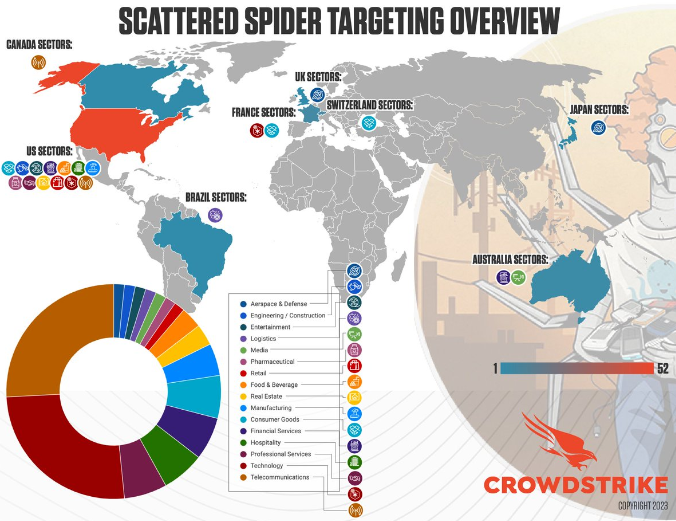 SCATTERED SPIDER TARGETING OVERVIEW
CANADA SECTORS:
UK SECTORS:
SWITZERLAND SECTORS:
FRANCE SECTORS:
JAPAN SECTORS:
US SECTORS:
BRAZIL SECTORS:
AUSTRALIA SECTORS:
Aerspace & Defense
Engineering / Construction
Entertainment
Logistics
Media
Pharmaceutical
Retail
Food & Beverage
Real Estate
Manufacturing
Consumer Goods
Financial Services
Hospitality
Professional Services
Technology
Telecommunications
1 52
CROWDSTRIKE
COPYRIGHT 2023